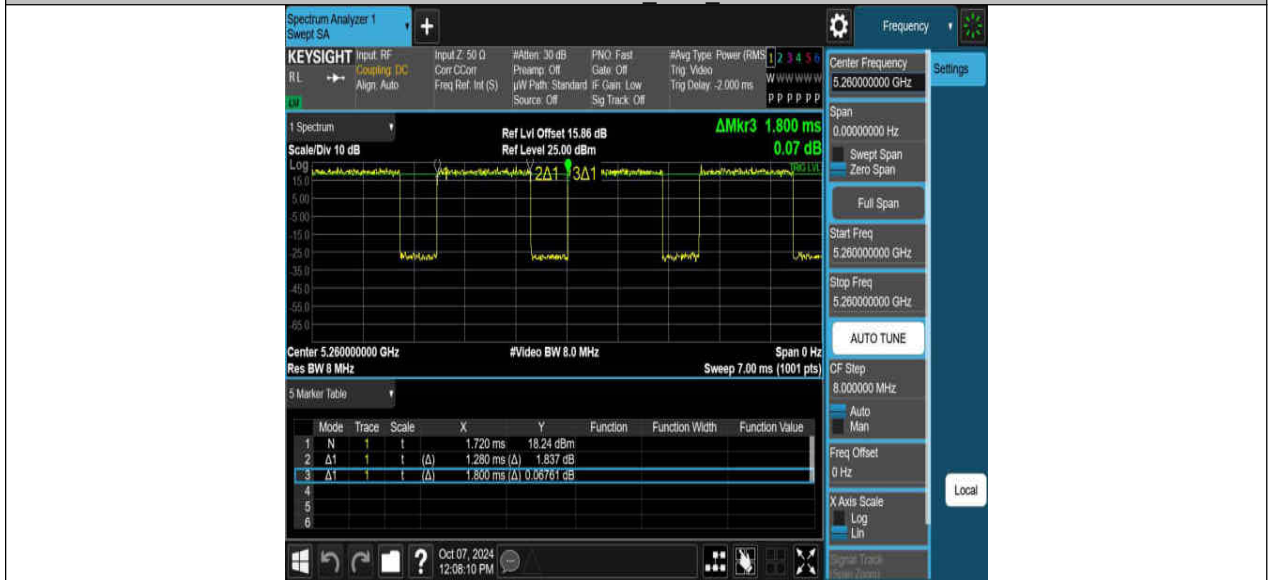 Spectrum Analyzer 1
Swept SA
+
Frequency
KEYSIGHT
RL
LM
Input: RF
Coupling: DC
Align: Auto
Input Z: 50 Ω
Corr CCorr
Freq Ref: Int (S)
#Atten: 30 dB
Preamp: Off
µW Path: Standard
Source: Off
PNO: Fast
Gate: Off
IF Gain: Low
Sig Track: Off
#Avg Type: Power (RMS
Trig: Video
Trig Delay: -2.000 ms
1 2 3 4 5 6
W W W W W W
P P P P P P
1 Spectrum
Scale/Div 10 dB
Ref Lvl Offset 15.86 dB
Ref Level 25.00 dBm
ΔMkr3 1.800 ms
0.07 dB
Log
TRIG LVL
2Δ1
3Δ1
15.0
5.00
-5.00
-15.0
-25.0
-35.0
-45.0
-55.0
-65.0
Center 5.260000000 GHz
#Video BW 8.0 MHz
Span 0 Hz
Res BW 8 MHz
Sweep 7.00 ms (1001 pts)
5 Marker Table
Mode Trace Scale X Y Function Function Width Function Value
1 N 1 t 1.720 ms 18.24 dBm
2 Δ1 1 t (Δ) 1.280 ms (Δ) 1.837 dB
3 Δ1 1 t (Δ) 1.800 ms (Δ) 0.06761 dB
4
5
6
Oct 07, 2024
12:08:10 PM
Center Frequency
5.260000000 GHz
Settings
Span
0.00000000 Hz
Swept Span
Zero Span
Full Span
Start Freq
5.260000000 GHz
Stop Freq
5.260000000 GHz
AUTO TUNE
CF Step
8.000000 MHz
Auto
Man
Freq Offset
0 Hz
X Axis Scale
Log
Lin
Local
Signal Track
(Span Zoom)